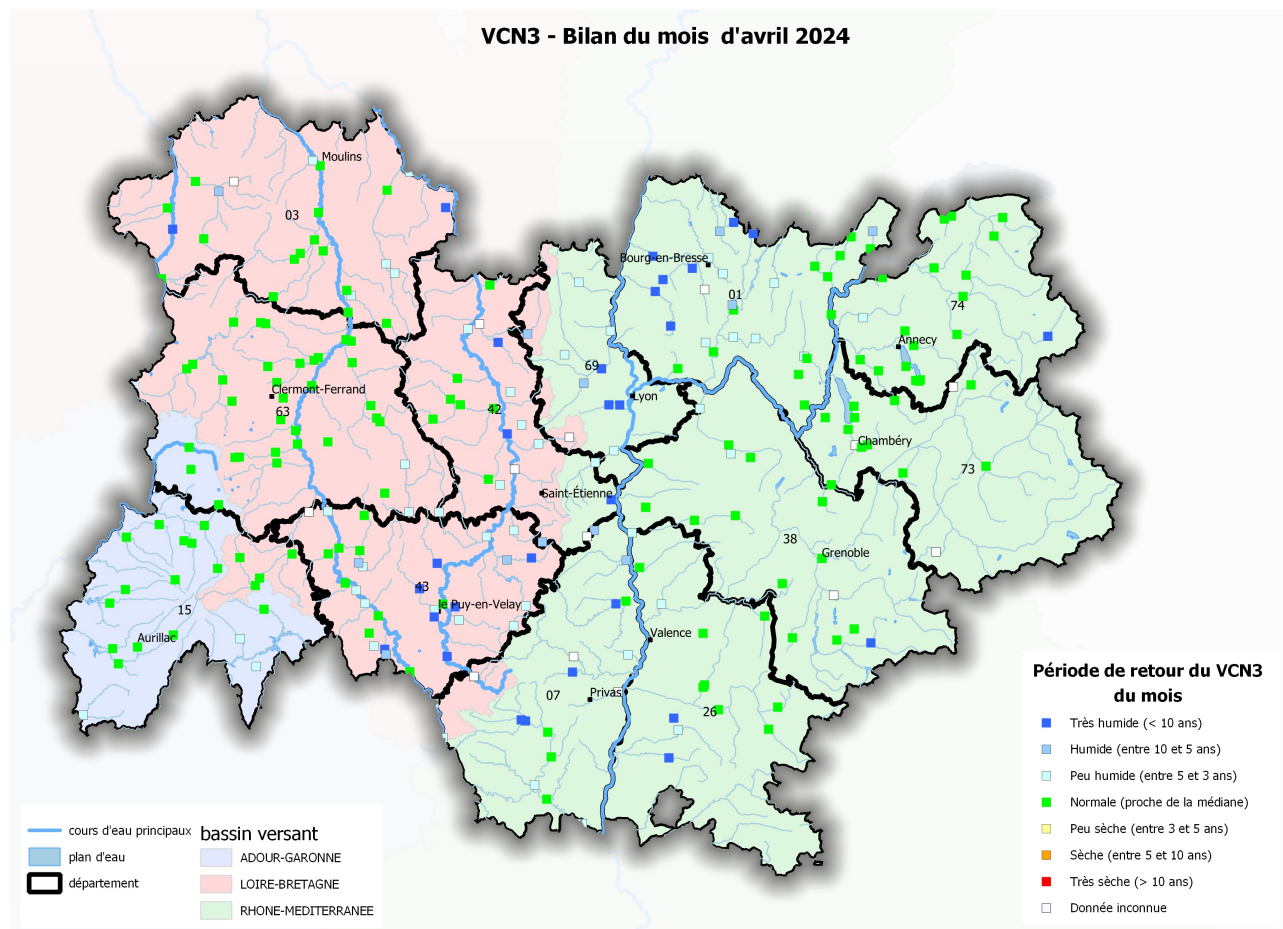 VCN3 - Bilan du mois d'avril 2024
Moulins
03
Bourg-en-Bresse
01
74
Annecy
69
Clermont-Ferrand
63
42
Lyon
Chambéry
73
Saint-Étienne
38
Grenoble
43
le Puy-en-Velay
15
Aurillac
Valence
07
Privas
26
Période de retour du VCN3
du mois
Très humide (< 10 ans)
Humide (entre 10 et 5 ans)
Peu humide (entre 5 et 3 ans)
Normale (proche de la médiane)
Peu sèche (entre 3 et 5 ans)
Sèche (entre 5 et 10 ans)
Très sèche (> 10 ans)
Donnée inconnue
cours d'eau principaux
plan d'eau
département
bassin versant
ADOUR-GARONNE
LOIRE-BRETAGNE
RHONE-MEDITERRANEE